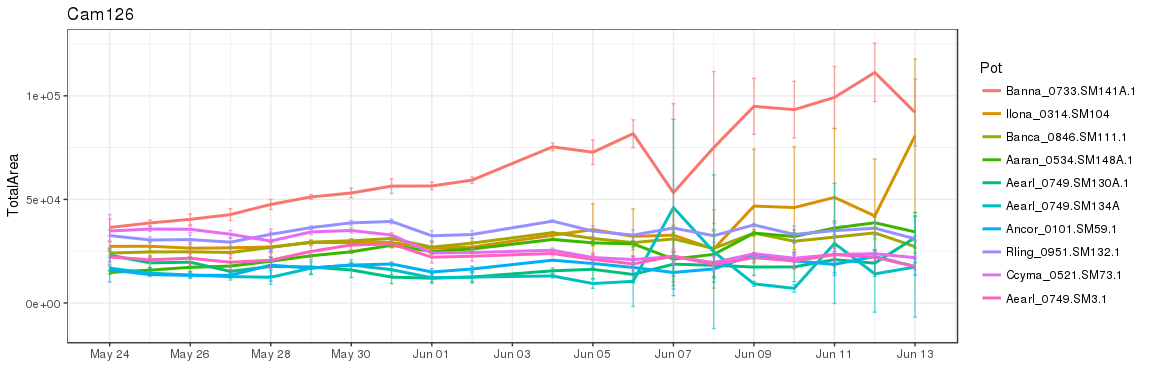 Cam126
TotalArea
1e+05
5e+04
0e+00
May 24
May 26
May 28
May 30
Jun 01
Jun 03
Jun 05
Jun 07
Jun 09
Jun 11
Jun 13
Pot
Banna_0733.SM141A.1
Ilona_0314.SM104
Banca_0846.SM111.1
Aaran_0534.SM148A.1
Aearl_0749.SM130A.1
Aearl_0749.SM134A
Ancor_0101.SM59.1
Rling_0951.SM132.1
Ccyma_0521.SM73.1
Aearl_0749.SM3.1